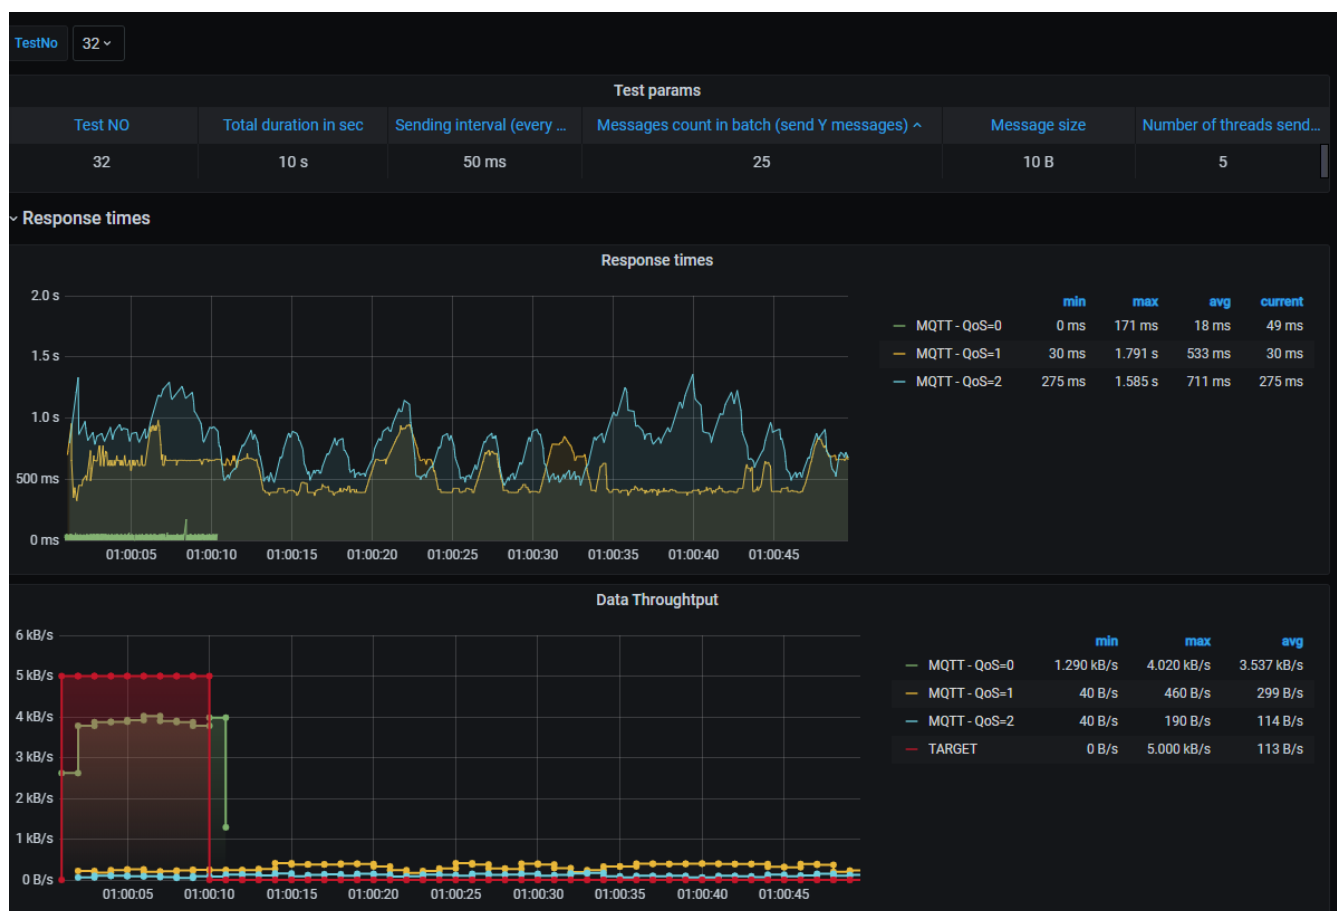 TestNo 32
Test params
Test NO Total duration in sec Sending interval (every ... Messages count in batch (send Y messages) Message size Number of threads send...
32 10 s 50 ms 25 10 B 5
Response times
Response times
2.0 s
1.5 s
1.0 s
500 ms
0 ms
01:00:05 01:00:10 01:00:15 01:00:20 01:00:25 01:00:30 01:00:35 01:00:40 01:00:45
min max avg current
MQTT - QoS=0 0 ms 171 ms 18 ms 49 ms
MQTT - QoS=1 30 ms 1.791 s 533 ms 30 ms
MQTT - QoS=2 275 ms 1.585 s 711 ms 275 ms
Data Throughtput
6 kB/s
5 kB/s
4 kB/s
3 kB/s
2 kB/s
1 kB/s
0 B/s
01:00:05 01:00:10 01:00:15 01:00:20 01:00:25 01:00:30 01:00:35 01:00:40 01:00:45
min max avg
MQTT - QoS=0 1.290 kB/s 4.020 kB/s 3.537 kB/s
MQTT - QoS=1 40 B/s 460 B/s 299 B/s
MQTT - QoS=2 40 B/s 190 B/s 114 B/s
TARGET 0 B/s 5.000 kB/s 113 B/s